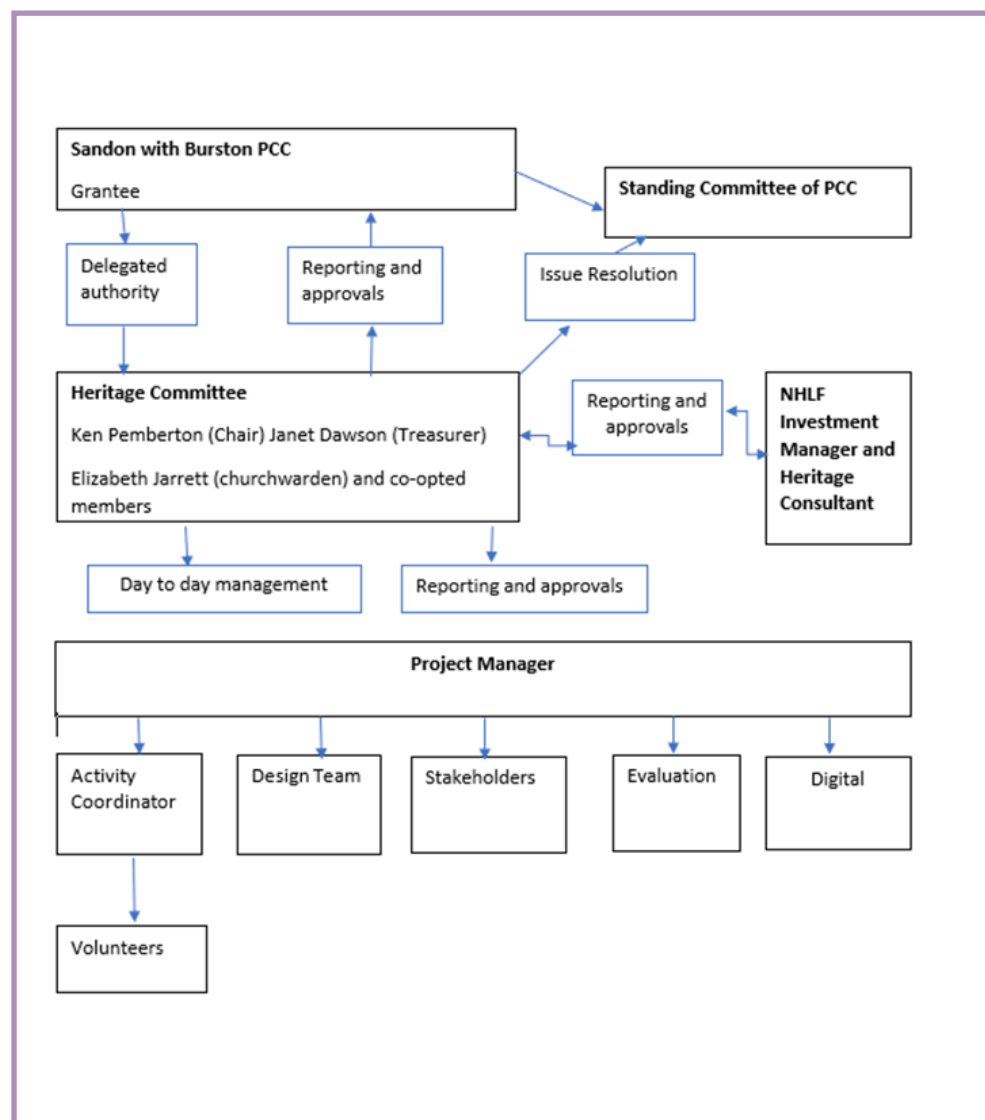 Sandon with Burston PCC
Grantee
Standing Committee of PCC
Delegated
authority
Reporting and
approvals
Issue Resolution
Heritage Committee
Ken Pemberton (Chair) Janet Dawson (Treasurer)
Elizabeth Jarrett (churchwarden) and co-opted
members
Reporting and
approvals
NHLF
Investment
Manager and
Heritage
Consultant
Day to day management
Reporting and approvals
Project Manager
Activity
Coordinator
Design Team
Stakeholders
Evaluation
Digital
Volunteers